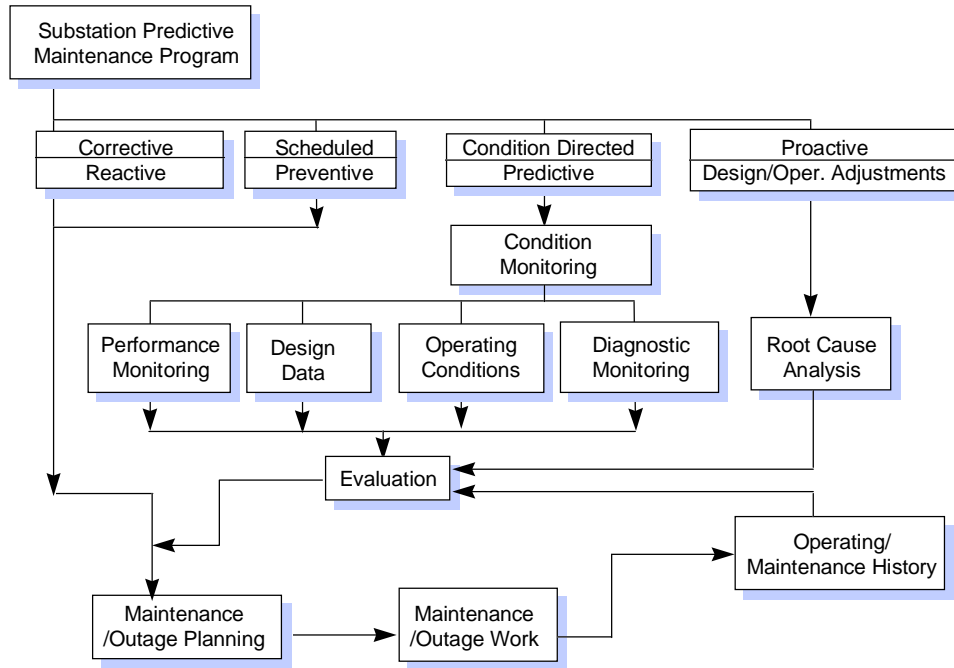 Substation Predictive
Maintenance Program
Corrective
Reactive
Scheduled
Preventive
Condition Directed
Predictive
Proactive
Design/Oper. Adjustments
Condition
Monitoring
Performance
Monitoring
Design
Data
Operating
Conditions
Diagnostic
Monitoring
Root Cause
Analysis
Evaluation
Operating/
Maintenance History
Maintenance
/Outage Planning
Maintenance
/Outage Work